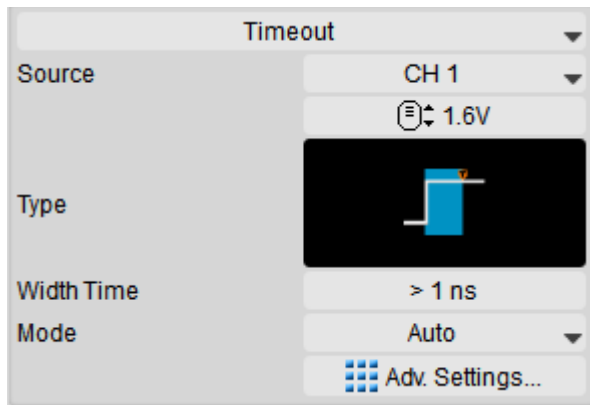 Timeout
Source CH 1
1.6V
Type
T
Width Time > 1 ns
Mode Auto
Adv. Settings...